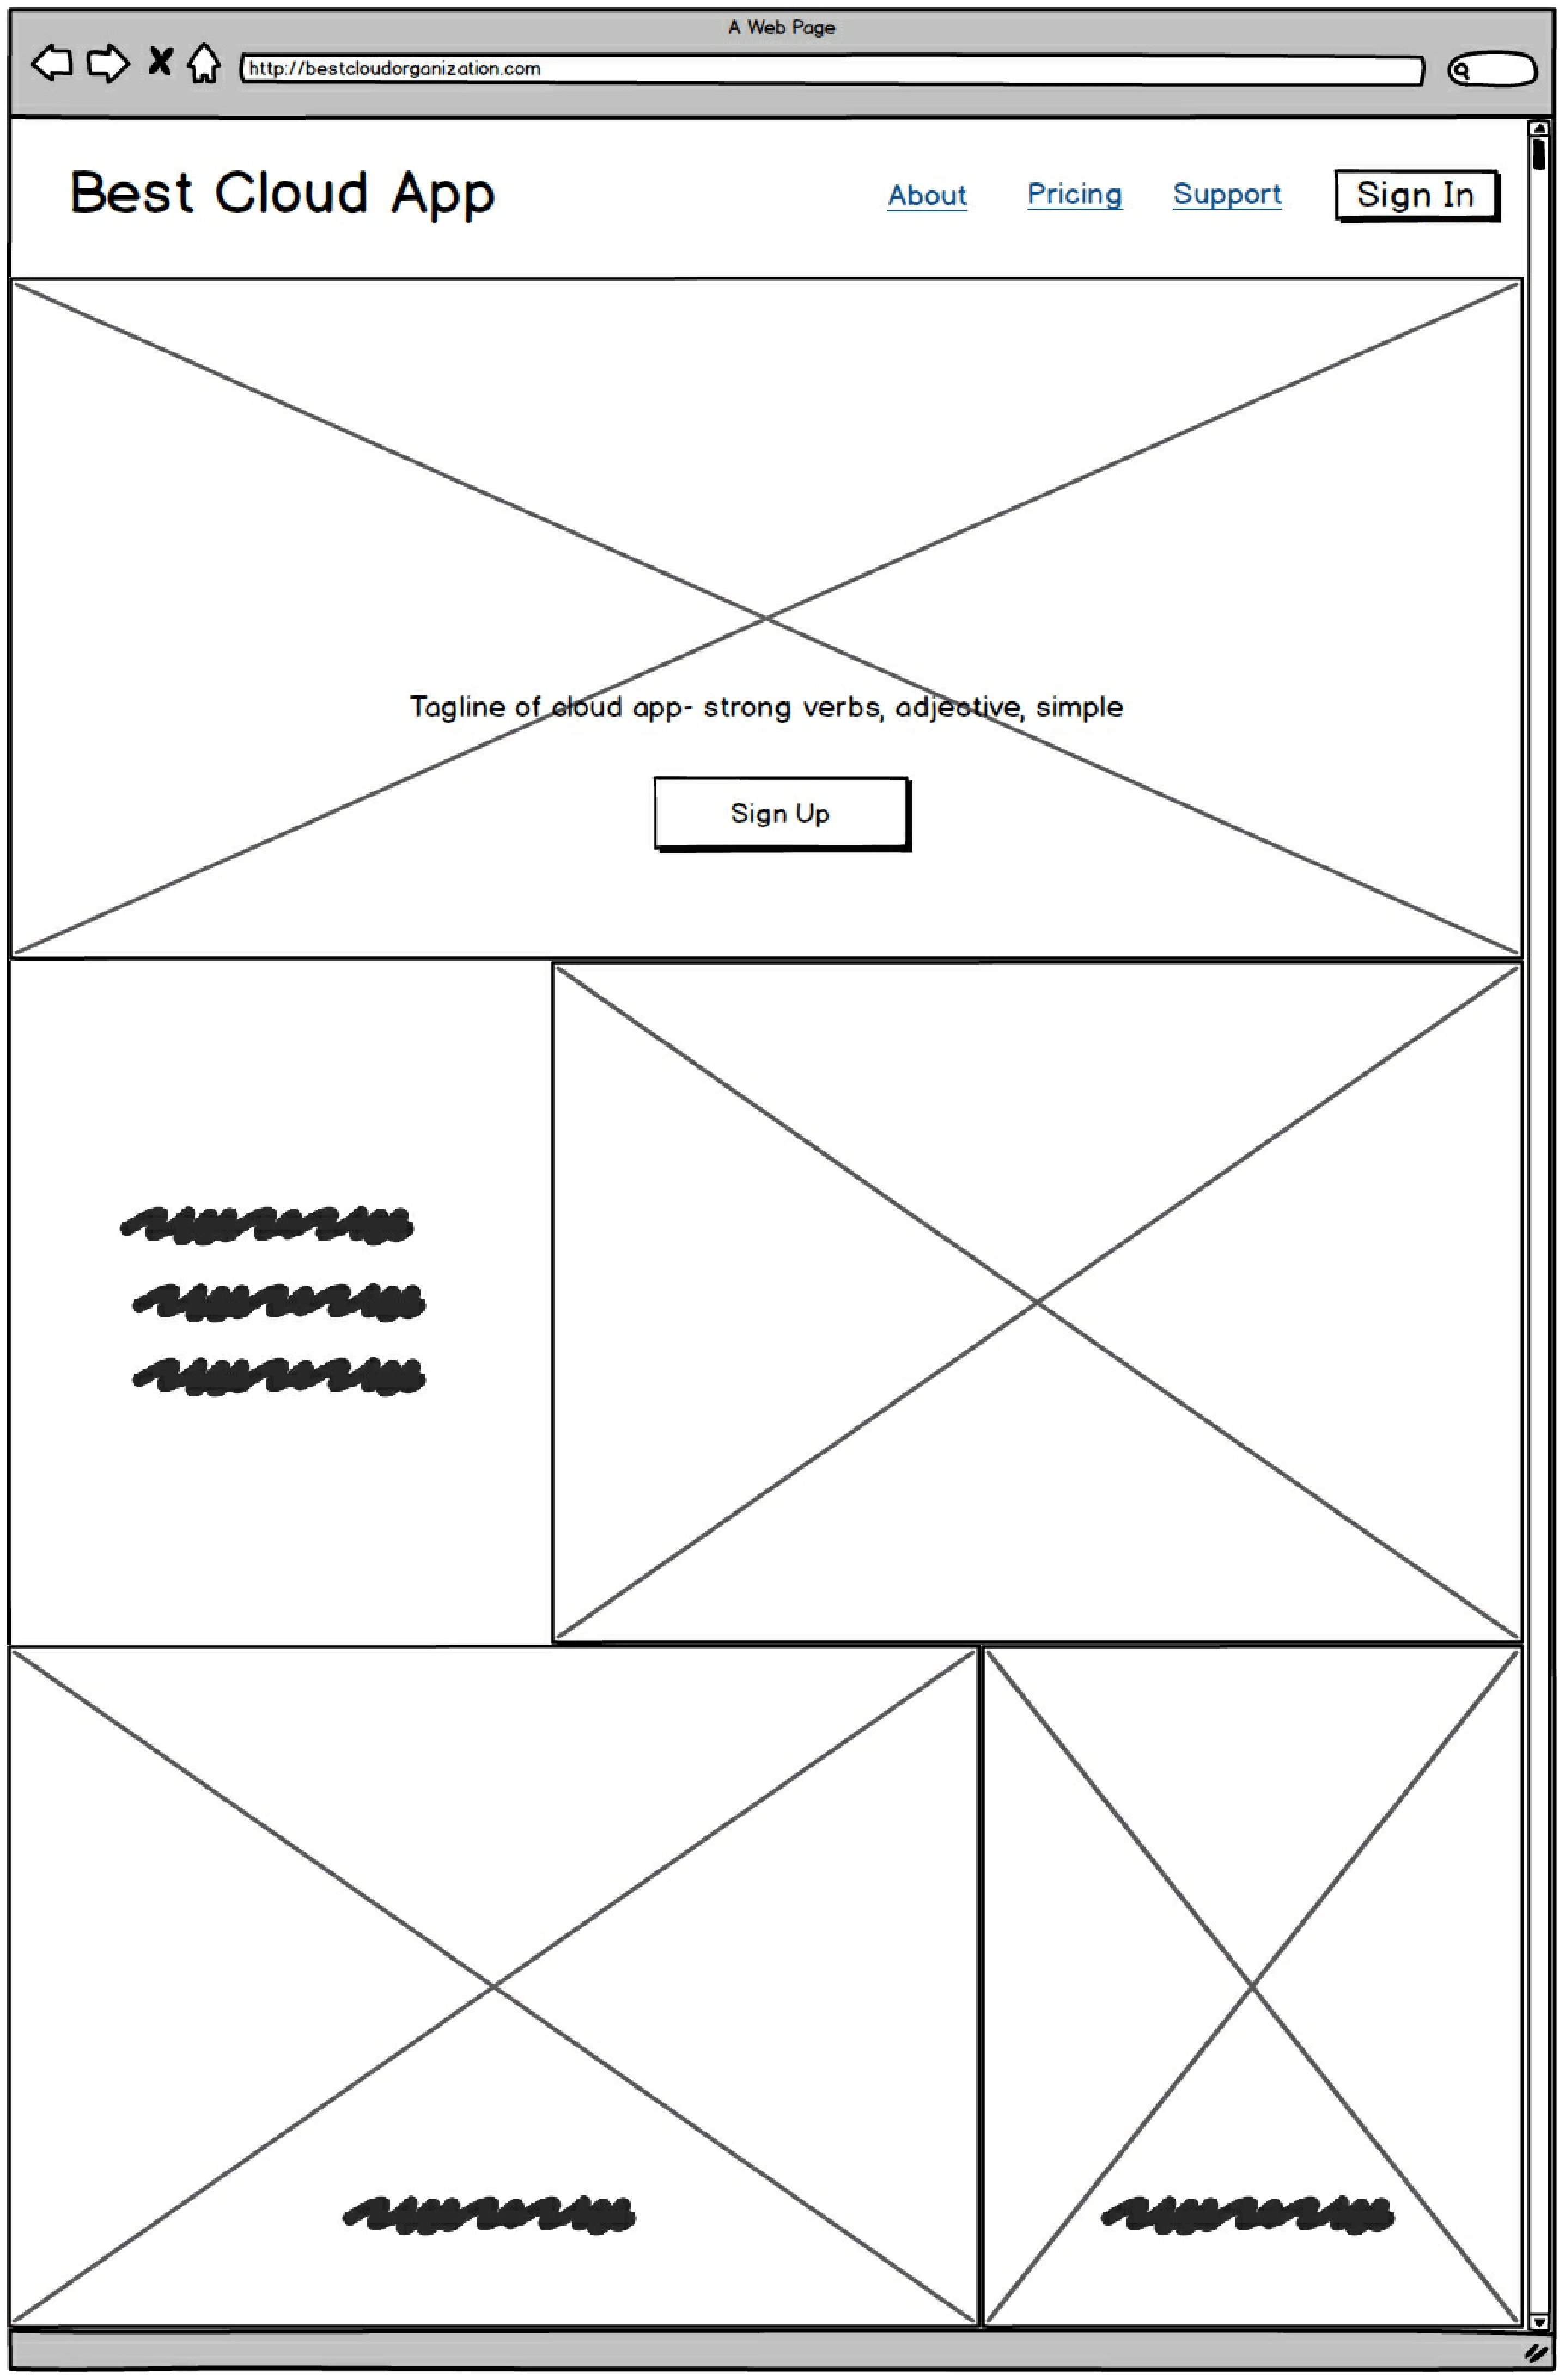 A Web Page
http://bestcloudorganization.com
Best Cloud App
About Pricing Support Sign In
Tagline of cloud app- strong verbs, adjective, simple
Sign Up